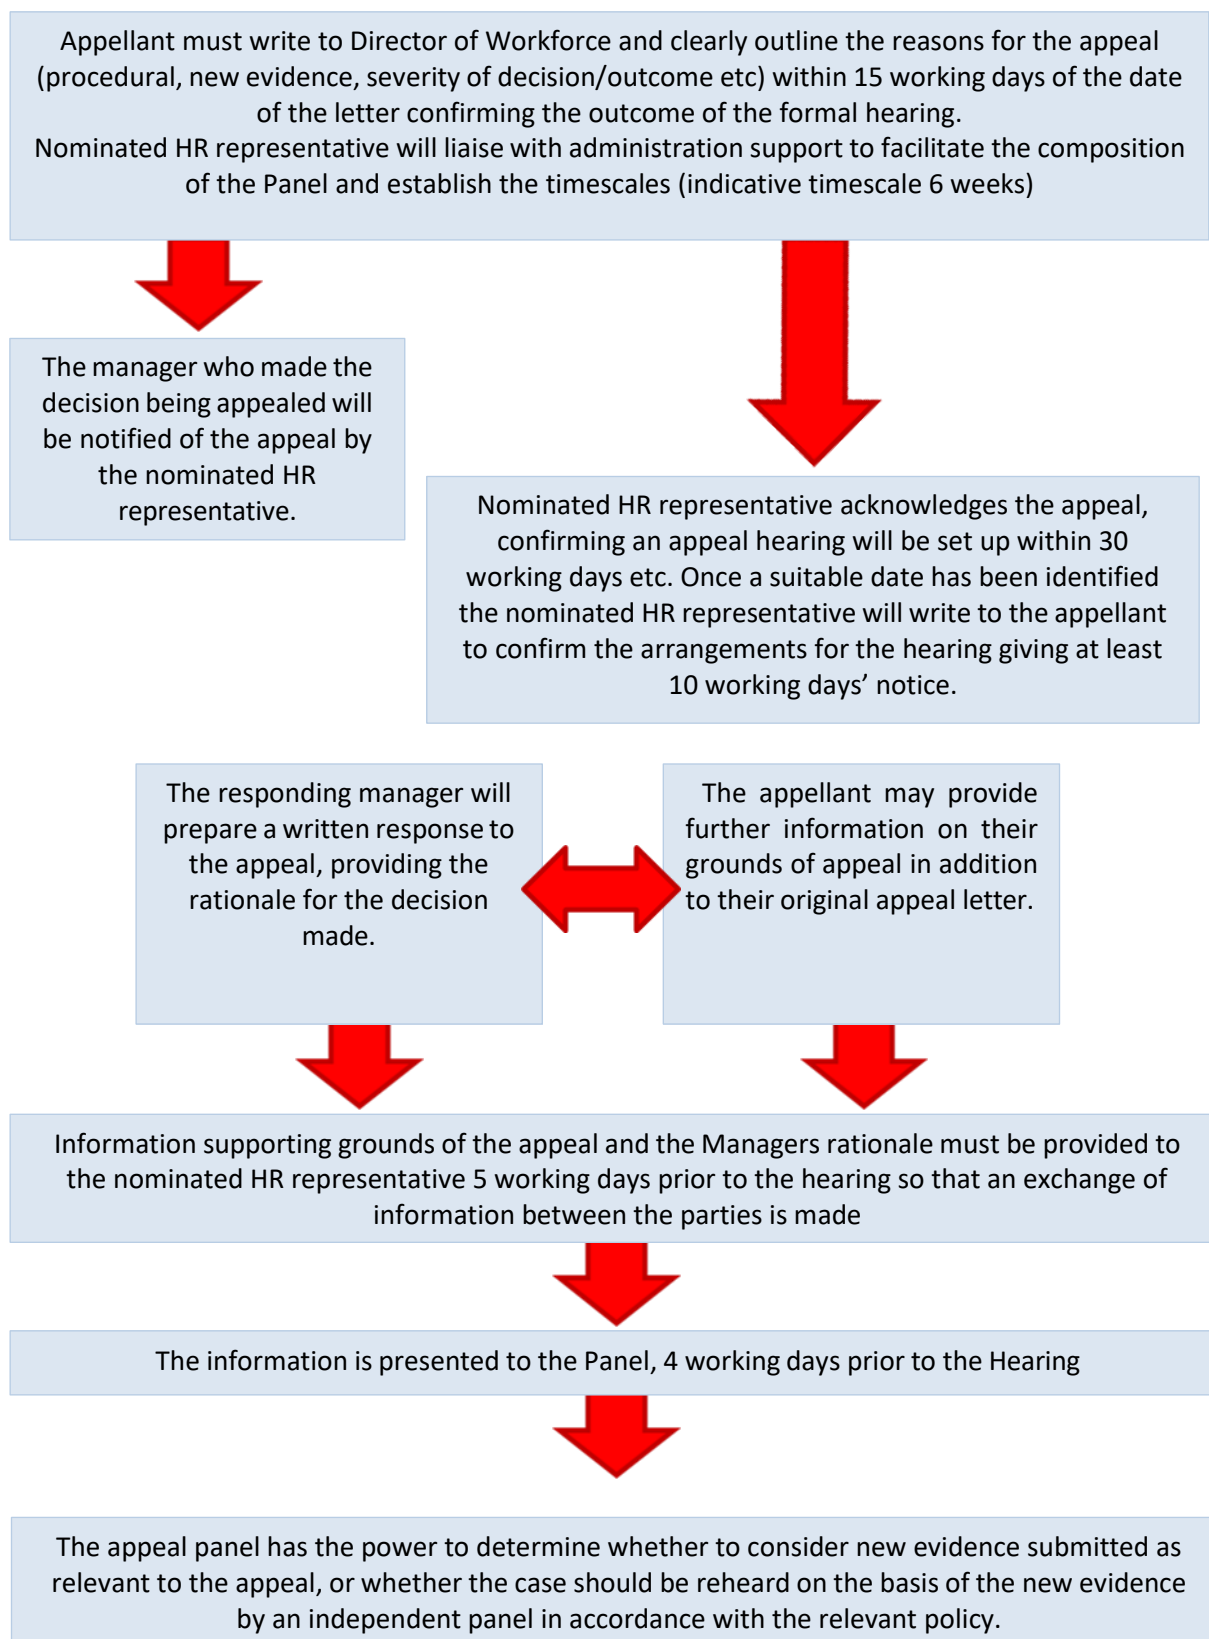 Appellant must write to Director of Workforce and clearly outline the reasons for the appeal
(procedural, new evidence, severity of decision/outcome etc) within 15 working days of the date
of the letter confirming the outcome of the formal hearing.
Nominated HR representative will liaise with administration support to facilitate the composition
of the Panel and establish the timescales (indicative timescale 6 weeks)
The manager who made the
decision being appealed will
be notified of the appeal by
the nominated HR
representative.
Nominated HR representative acknowledges the appeal,
confirming an appeal hearing will be set up within 30
working days etc. Once a suitable date has been identified
the nominated HR representative will write to the appellant
to confirm the arrangements for the hearing giving at least
10 working days’ notice.
The responding manager will
prepare a written response to
the appeal, providing the
rationale for the decision
made.
The appellant may provide
further information on their
grounds of appeal in addition
to their original appeal letter.
Information supporting grounds of the appeal and the Managers rationale must be provided to
the nominated HR representative 5 working days prior to the hearing so that an exchange of
information between the parties is made
The information is presented to the Panel, 4 working days prior to the Hearing
The appeal panel has the power to determine whether to consider new evidence submitted as
relevant to the appeal, or whether the case should be reheard on the basis of the new evidence
by an independent panel in accordance with the relevant policy.